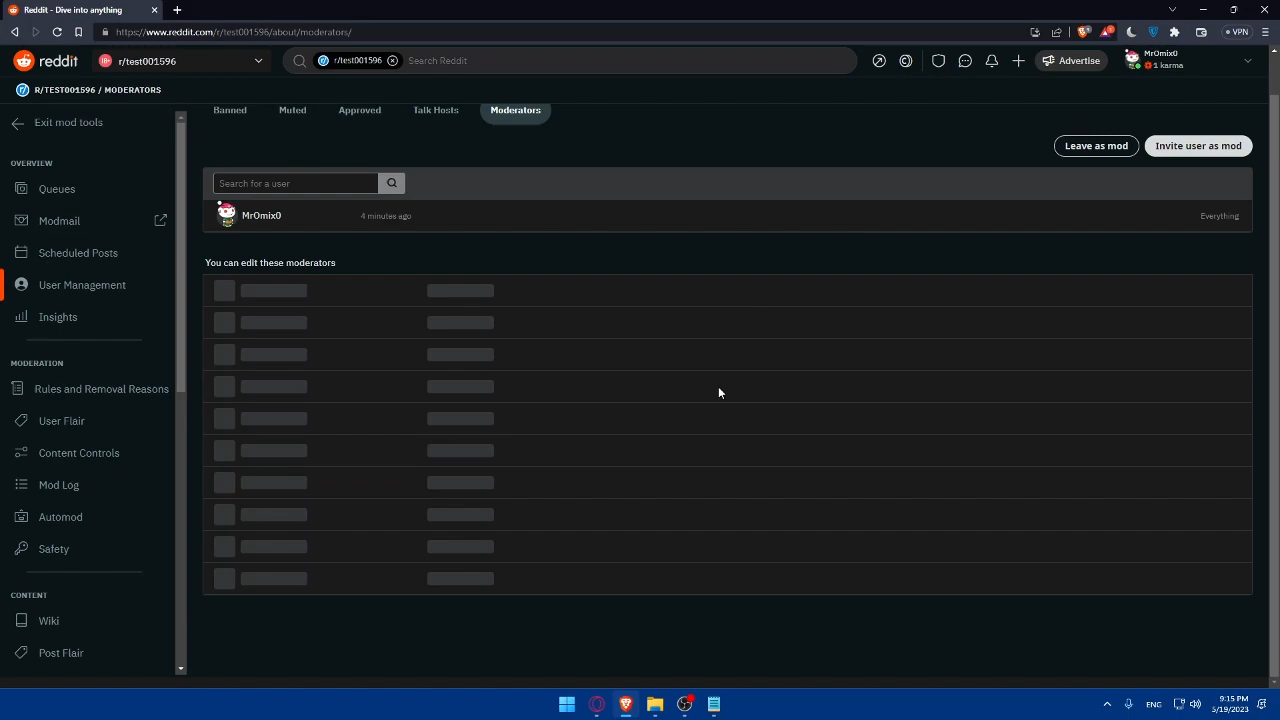 Reddit - Dive into anything
https://www.reddit.com/r/test001596/about/moderators/
VPN
reddit
18+
r/test001596
r/test001596
Search Reddit
Advertise
MrOmix0
1 karma
R/TEST001596 / MODERATORS
Exit mod tools
OVERVIEW
Queues
Modmail
Scheduled Posts
User Management
Insights
MODERATION
Rules and Removal Reasons
User Flair
Content Controls
Mod Log
Automod
Safety
CONTENT
Wiki
Post Flair
Banned
Muted
Approved
Talk Hosts
Moderators
Leave as mod
Invite user as mod
Search for a user
MrOmix0
4 minutes ago
Everything
You can edit these moderators
ENG
9:15 PM
5/19/2023